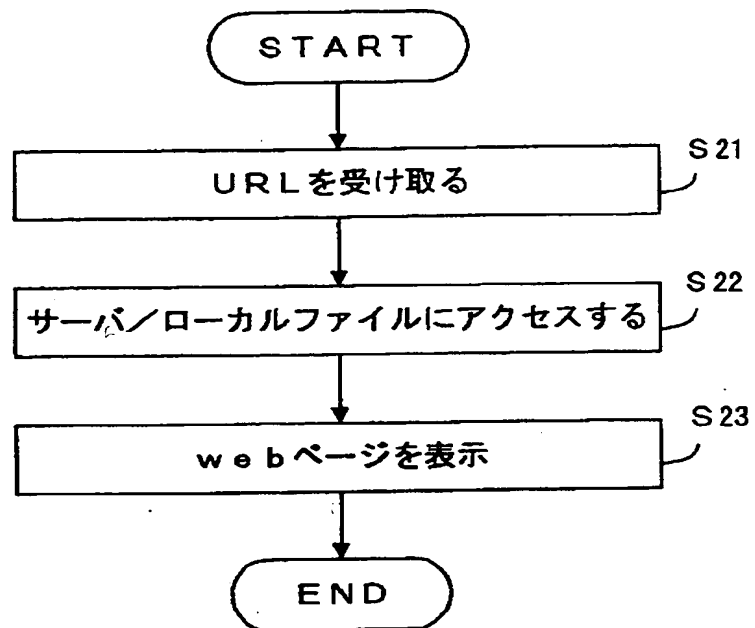 START
S21
URLを受け取る
S22
サーバ／ローカルファイルにアクセスする
S23
webページを表示
END